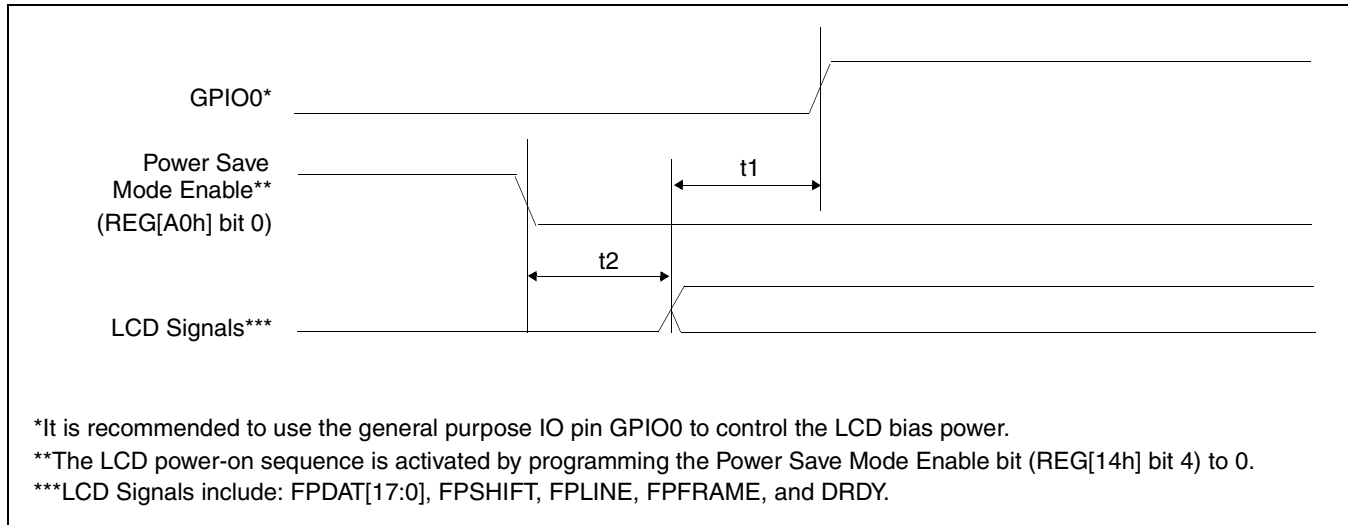 GPIO0*
Power Save
Mode Enable**
(REG[A0h] bit 0)
t1
t2
LCD Signals***
*It is recommended to use the general purpose IO pin GPIO0 to control the LCD bias power.
**The LCD power-on sequence is activated by programming the Power Save Mode Enable bit (REG[14h] bit 4) to 0.
***LCD Signals include: FPDAT[17:0], FPSHIFT, FPLINE, FPFRAME, and DRDY.